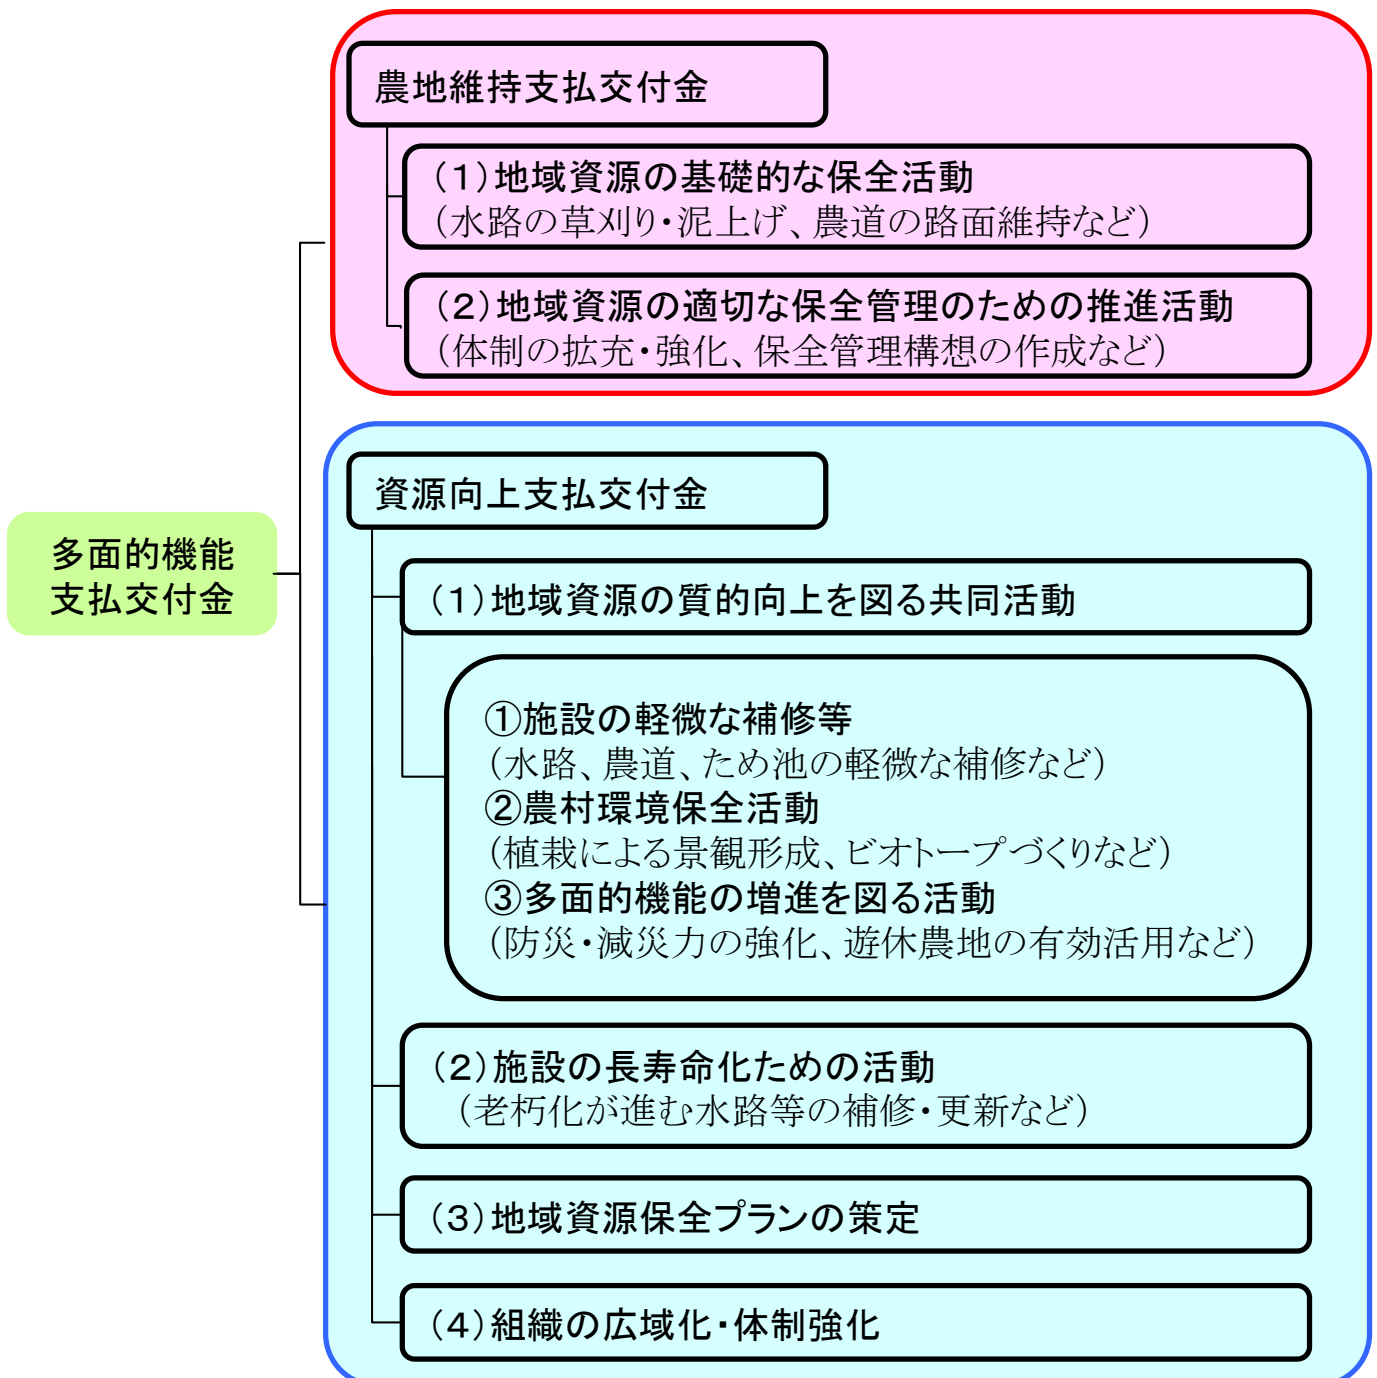 農地維持支払交付金
（1）地域資源の基礎的な保全活動
（水路の草刈り・泥上げ、農道の路面維持など）
（2）地域資源の適切な保全管理のための推進活動
（体制の拡充・強化、保全管理構想の作成など）
多面的機能
支払交付金
資源向上支払交付金
（1）地域資源の質的向上を図る共同活動
①施設の軽微な補修等
（水路、農道、ため池の軽微な補修など）
②農村環境保全活動
（植栽による景観形成、ビオトープづくりなど）
③多面的機能の増進を図る活動
（防災・減災力の強化、遊休農地の有効活用など）
（2）施設の長寿命化ための活動
（老朽化が進む水路等の補修・更新など）
（3）地域資源保全プランの策定
（4）組織の広域化・体制強化